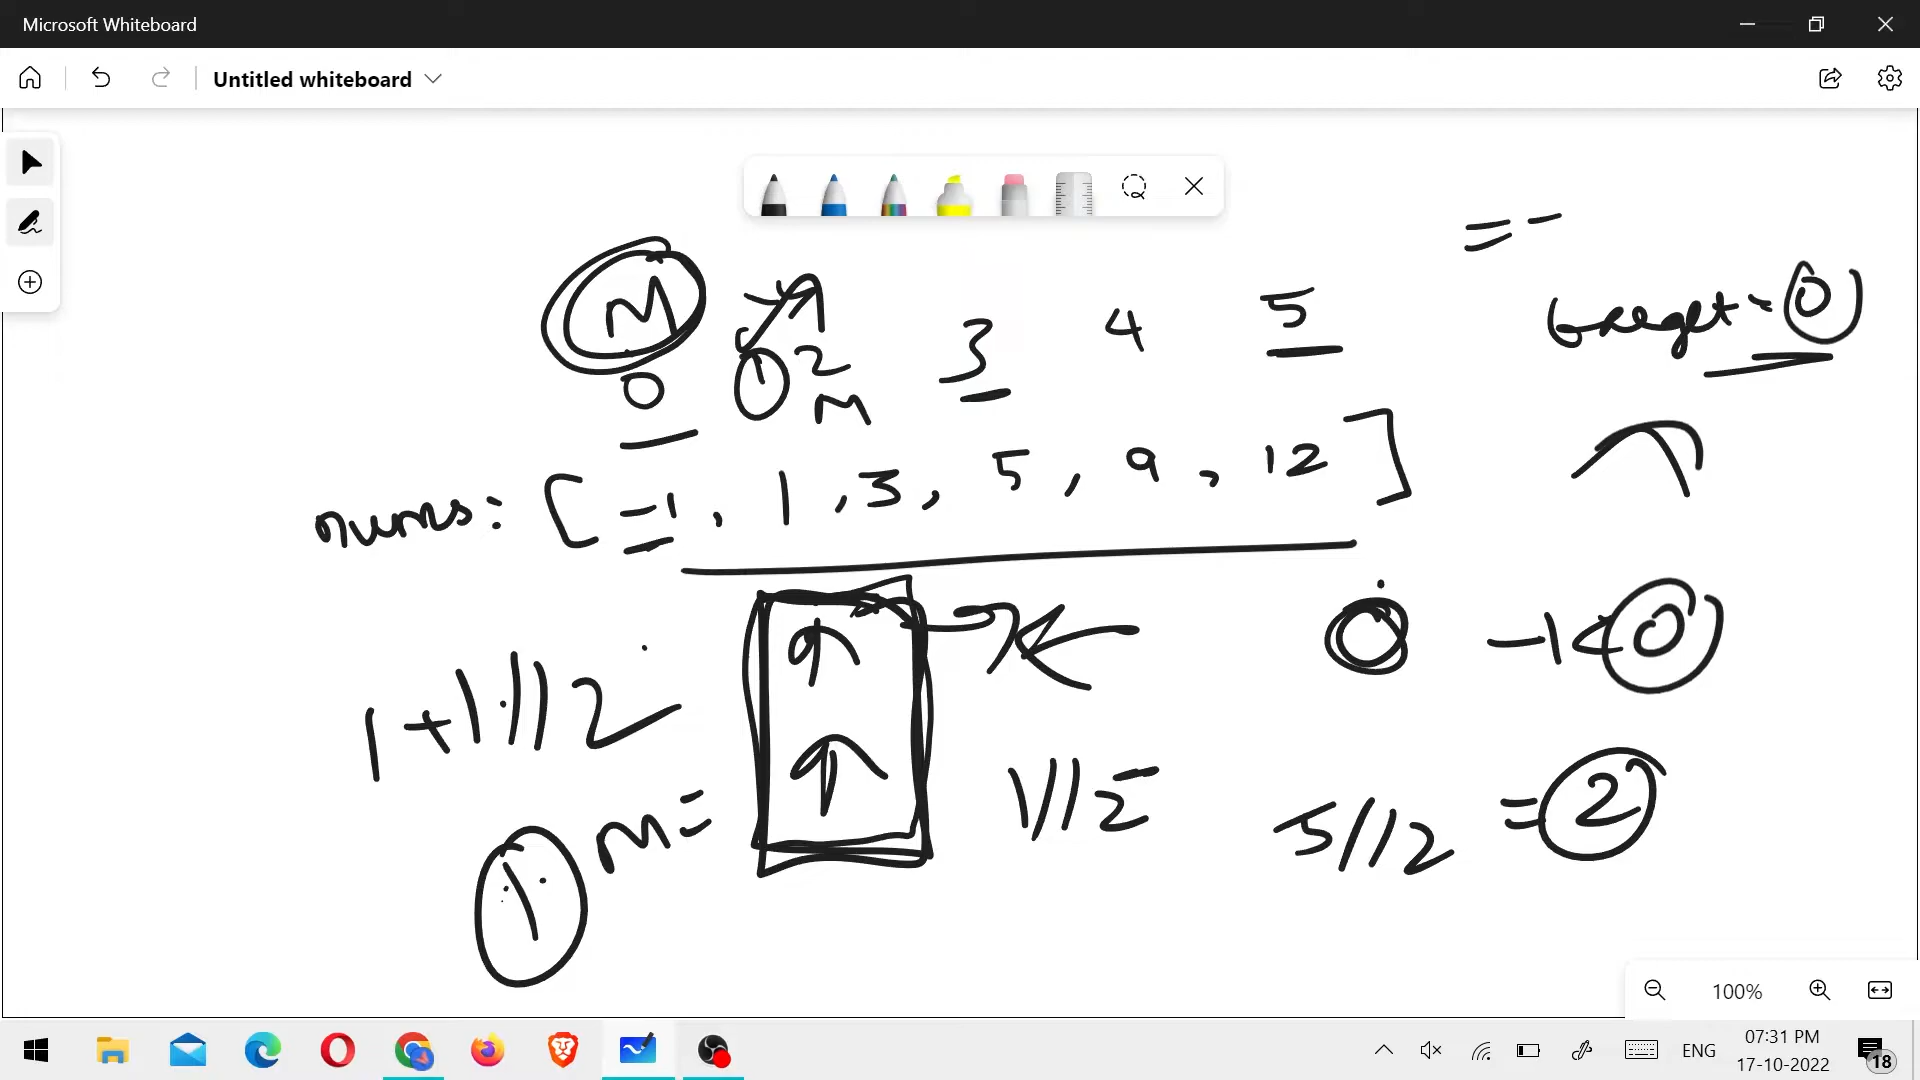 Microsoft Whiteboard
Untitled whiteboard
= -
M
target = 0
0 1 2 3 4 5
M
nums: [ -1, 1, 3, 5, 9, 12 ]
0 -1 < 0
1 + 1 // 2
m =
1 // 2
5 // 2 = 2
1
100%
07:31 PM
ENG
17-10-2022
18